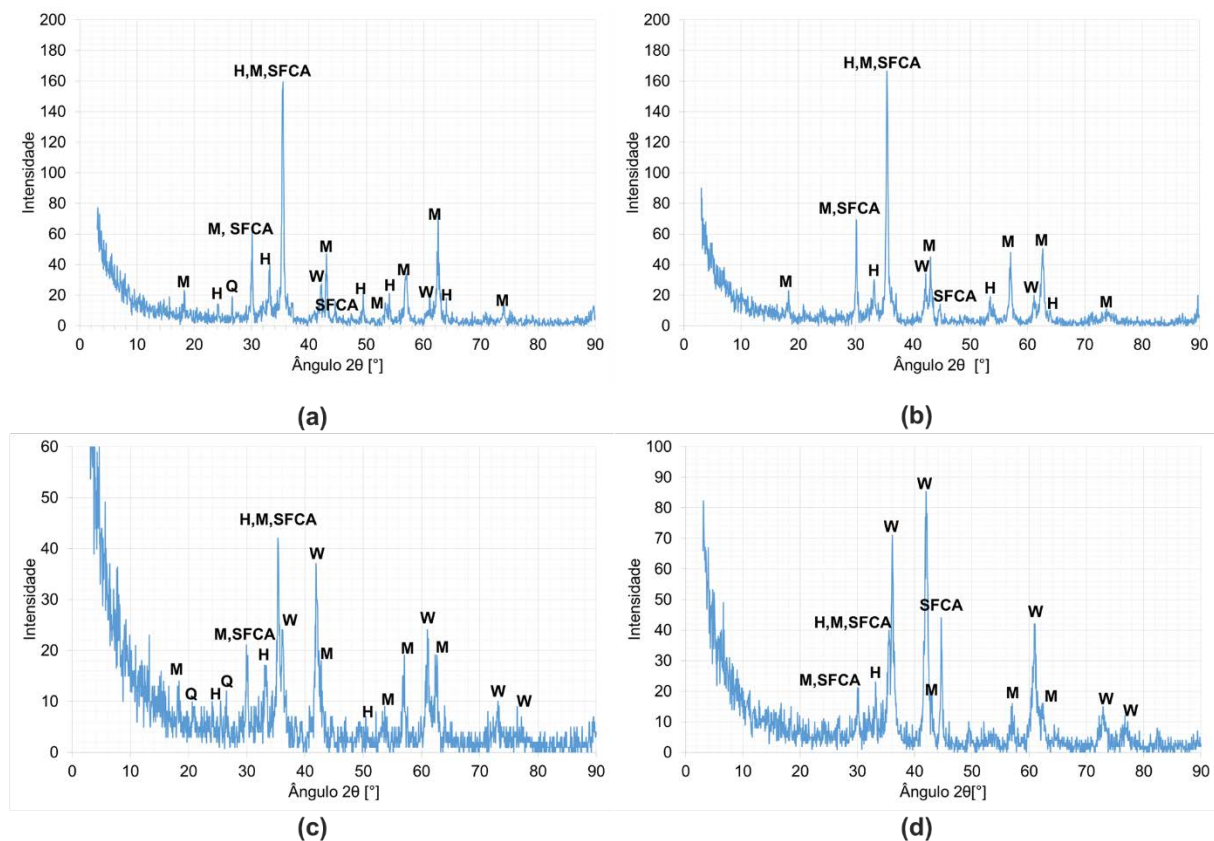 200
180
160
140
120
100
80
60
40
20
0
Intensidade
H,M,SFCA
M, SFCA
M
H
Q
H
W
M
SFCA
H
M
H
M
W
M
H
M
0 10 20 30 40 50 60 70 80 90
Ângulo 2θ [°]
(a)
200
180
160
140
120
100
80
60
40
20
0
Intensidade
H,M,SFCA
M,SFCA
M
H
W
M
SFCA
H
M
W
M
H
M
0 10 20 30 40 50 60 70 80 90
Ângulo 2θ [°]
(b)
60
50
40
30
20
10
0
Intensidade
H,M,SFCA
M,SFCA
M
Q
H
Q
H
W
W
M
H
M
M
W
M
W
W
0 10 20 30 40 50 60 70 80 90
Ângulo 2θ [°]
(c)
100
90
80
70
60
50
40
30
20
10
0
Intensidade
W
W
SFCA
H,M,SFCA
M,SFCA
H
M
M
W
M
W
W
0 10 20 30 40 50 60 70 80 90
Ângulo 2θ[°]
(d)